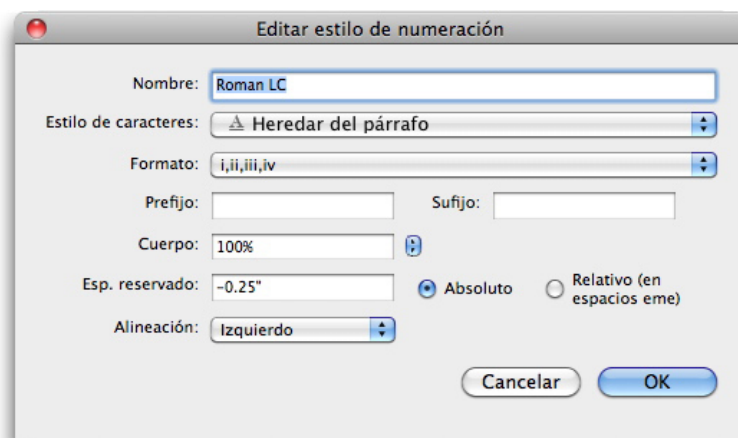 Editar estilo de numeración
Nombre: Roman LC
Estilo de caracteres: A Heredar del párrafo
Formato: i,ii,iii,iv
Prefijo: Sufijo:
Cuerpo: 100%
Esp. reservado: -0.25" Absoluto Relativo (en
espacios eme)
Alineación: Izquierdo
Cancelar OK